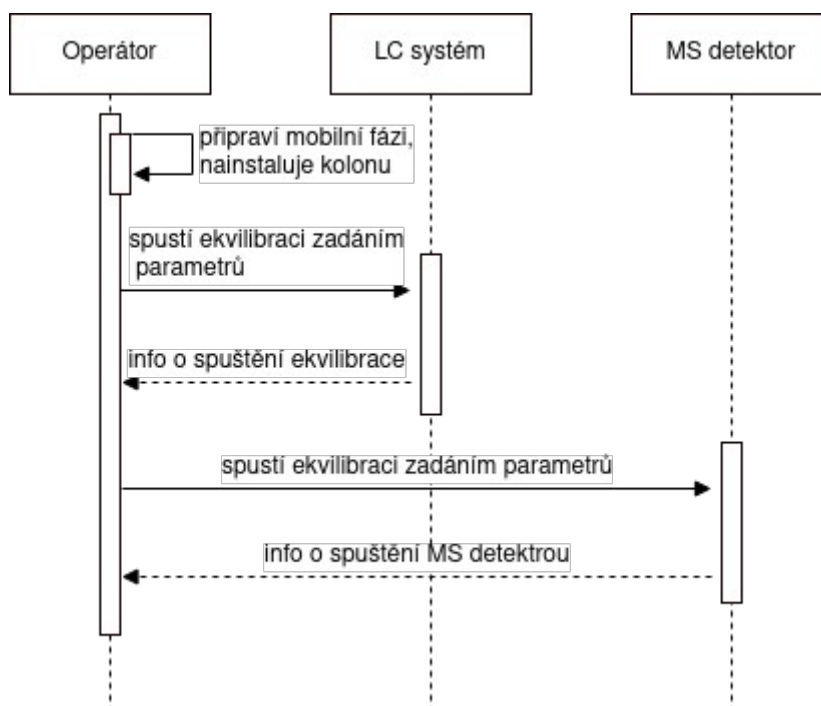 Operátor
LC systém
MS detektor
připraví mobilní fázi,
nainstaluje kolonu
spustí ekvilibraci zadáním
parametrů
info o spuštění ekvilibrace
spustí ekvilibraci zadáním parametrů
info o spuštění MS detektrou